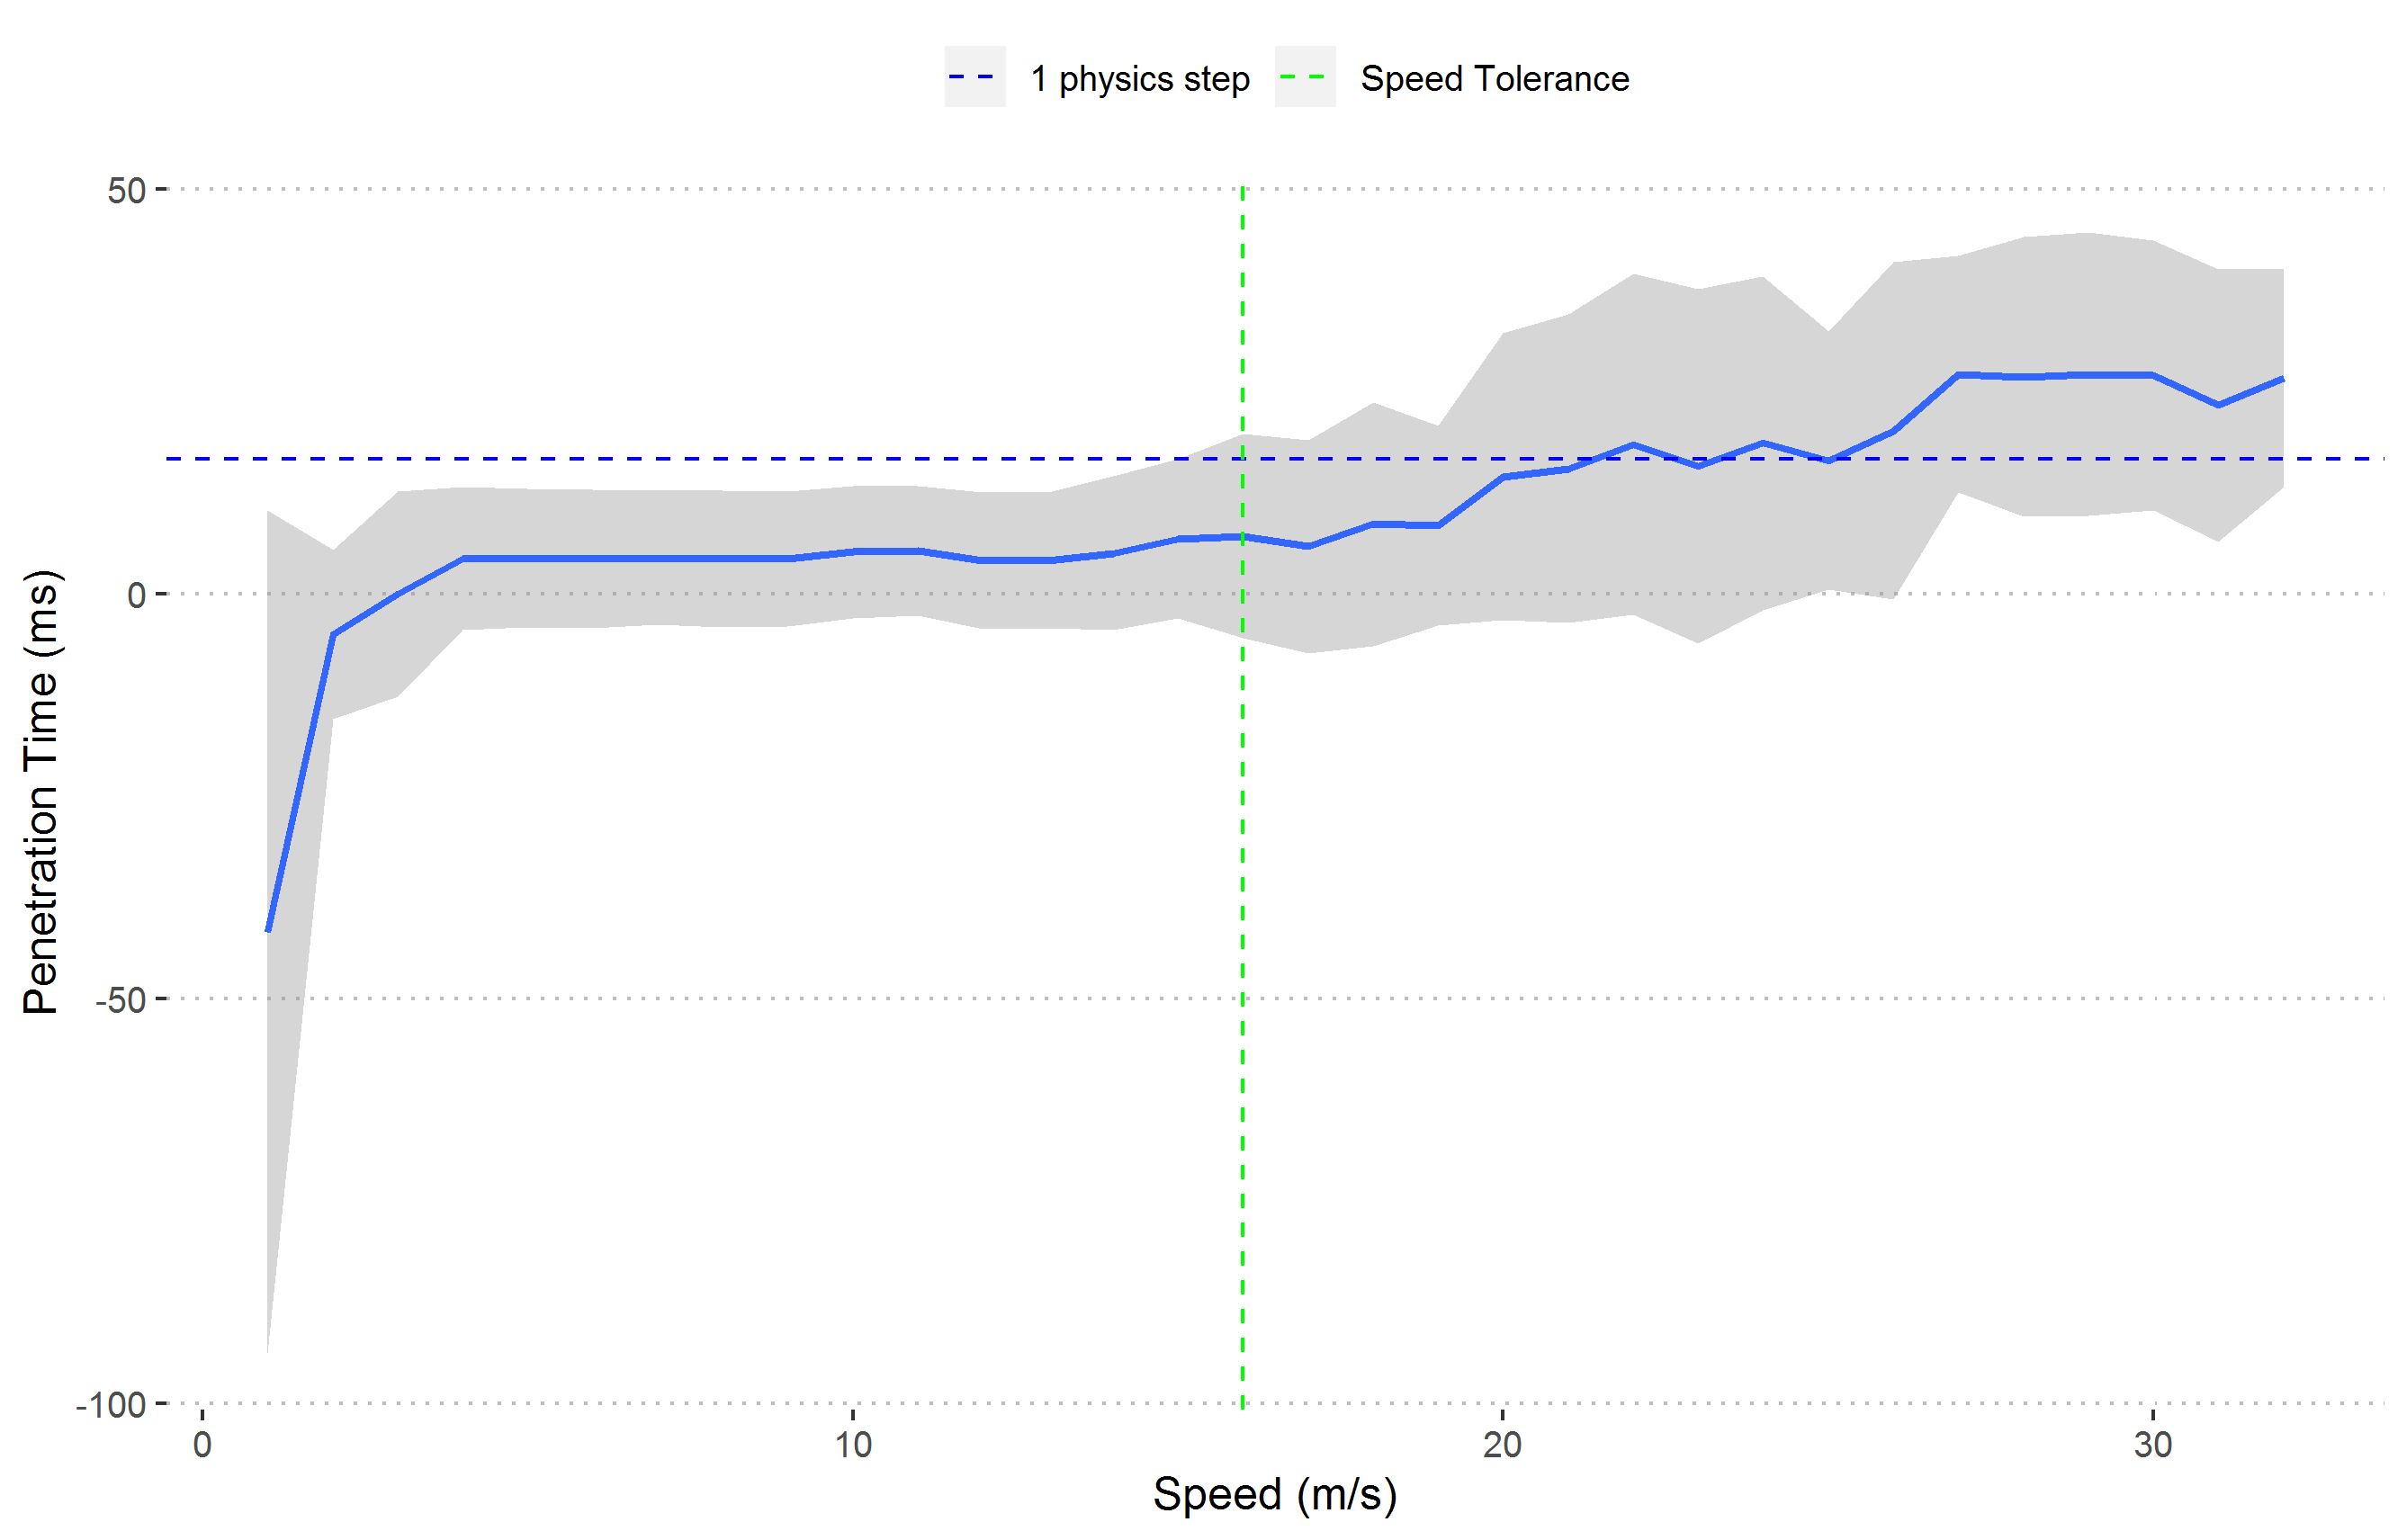 1 physics step Speed Tolerance
50
0
-50
-100
Penetration Time (ms)
0 10 20 30
Speed (m/s)